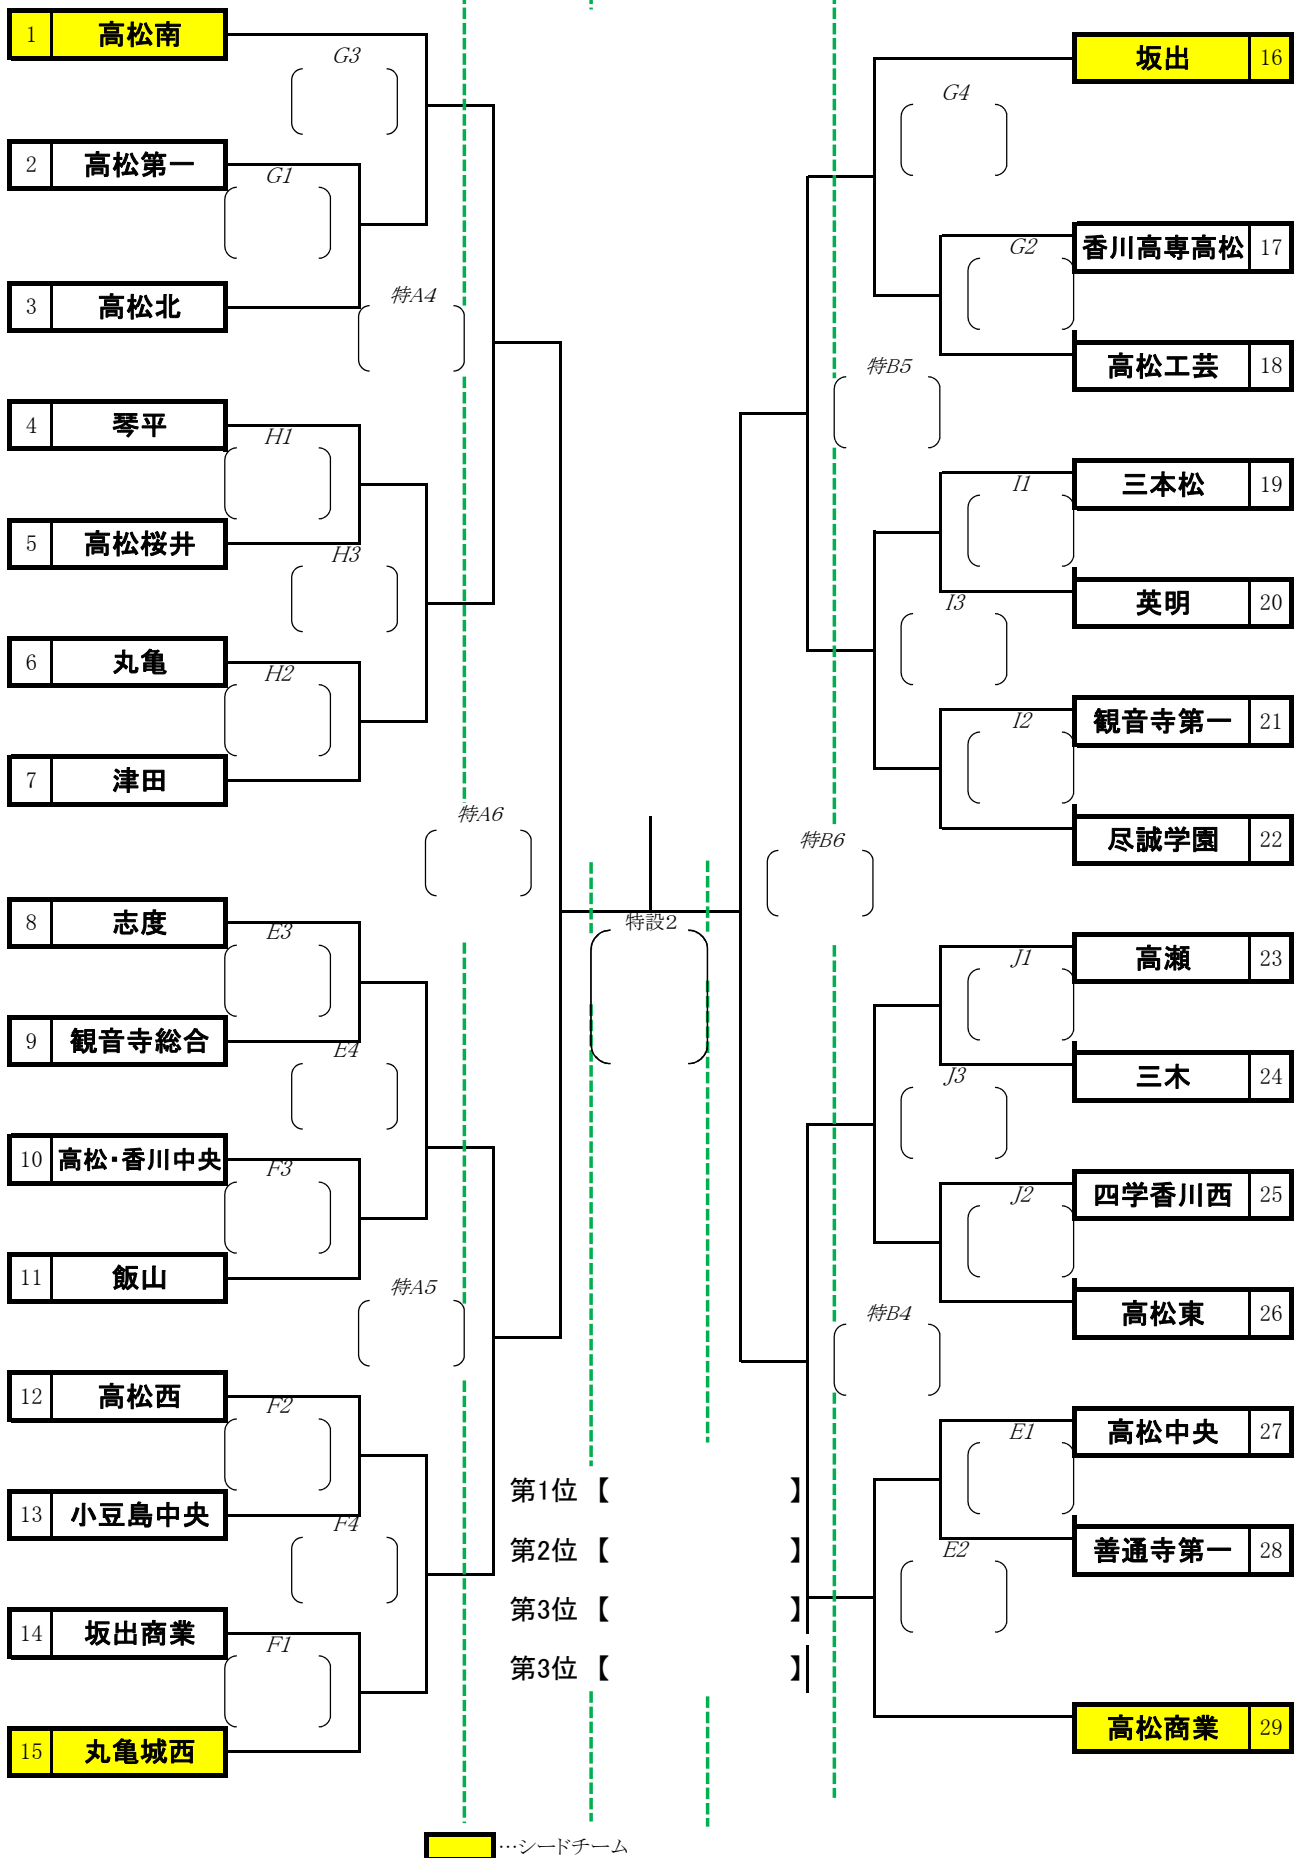 1 高松南
G3
2 高松第一
G1
3 高松北
特A4
4 琴平
H1
5 高松桜井
H3
6 丸亀
H2
7 津田
特A6
8 志度
E3
9 観音寺総合
E4
10 高松・香川中央
F3
11 飯山
特A5
12 高松西
F2
13 小豆島中央
F4
14 坂出商業
F1
15 丸亀城西
特設2
第1位【 】
第2位【 】
第3位【 】
第3位【 】
坂出 16
G4
香川高専高松 17
G2
高松工芸 18
特B5
三本松 19
I1
英明 20
I3
観音寺第一 21
I2
尽誠学園 22
特B6
高瀬 23
J1
三木 24
J3
四学香川西 25
J2
高松東 26
特B4
高松中央 27
E1
善通寺第一 28
E2
高松商業 29
…シードチーム